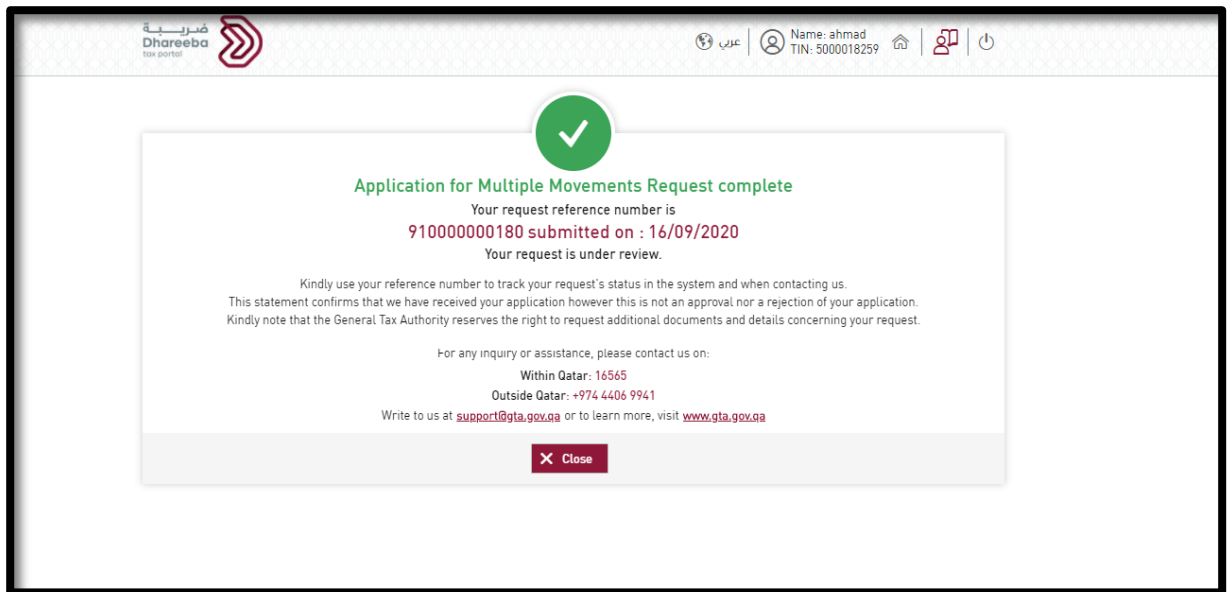 ضريبة
Dhareeba
tax portal
عربي
Name: ahmad
TIN: 5000018259
Application for Multiple Movements Request complete
Your request reference number is
910000000180 submitted on : 16/09/2020
Your request is under review.
Kindly use your reference number to track your request's status in the system and when contacting us.
This statement confirms that we have received your application however this is not an approval nor a rejection of your application.
Kindly note that the General Tax Authority reserves the right to request additional documents and details concerning your request.
For any inquiry or assistance, please contact us on:
Within Qatar: 16565
Outside Qatar: +974 4406 9941
Write to us at support@gta.gov.qa or to learn more, visit www.gta.gov.qa
Close